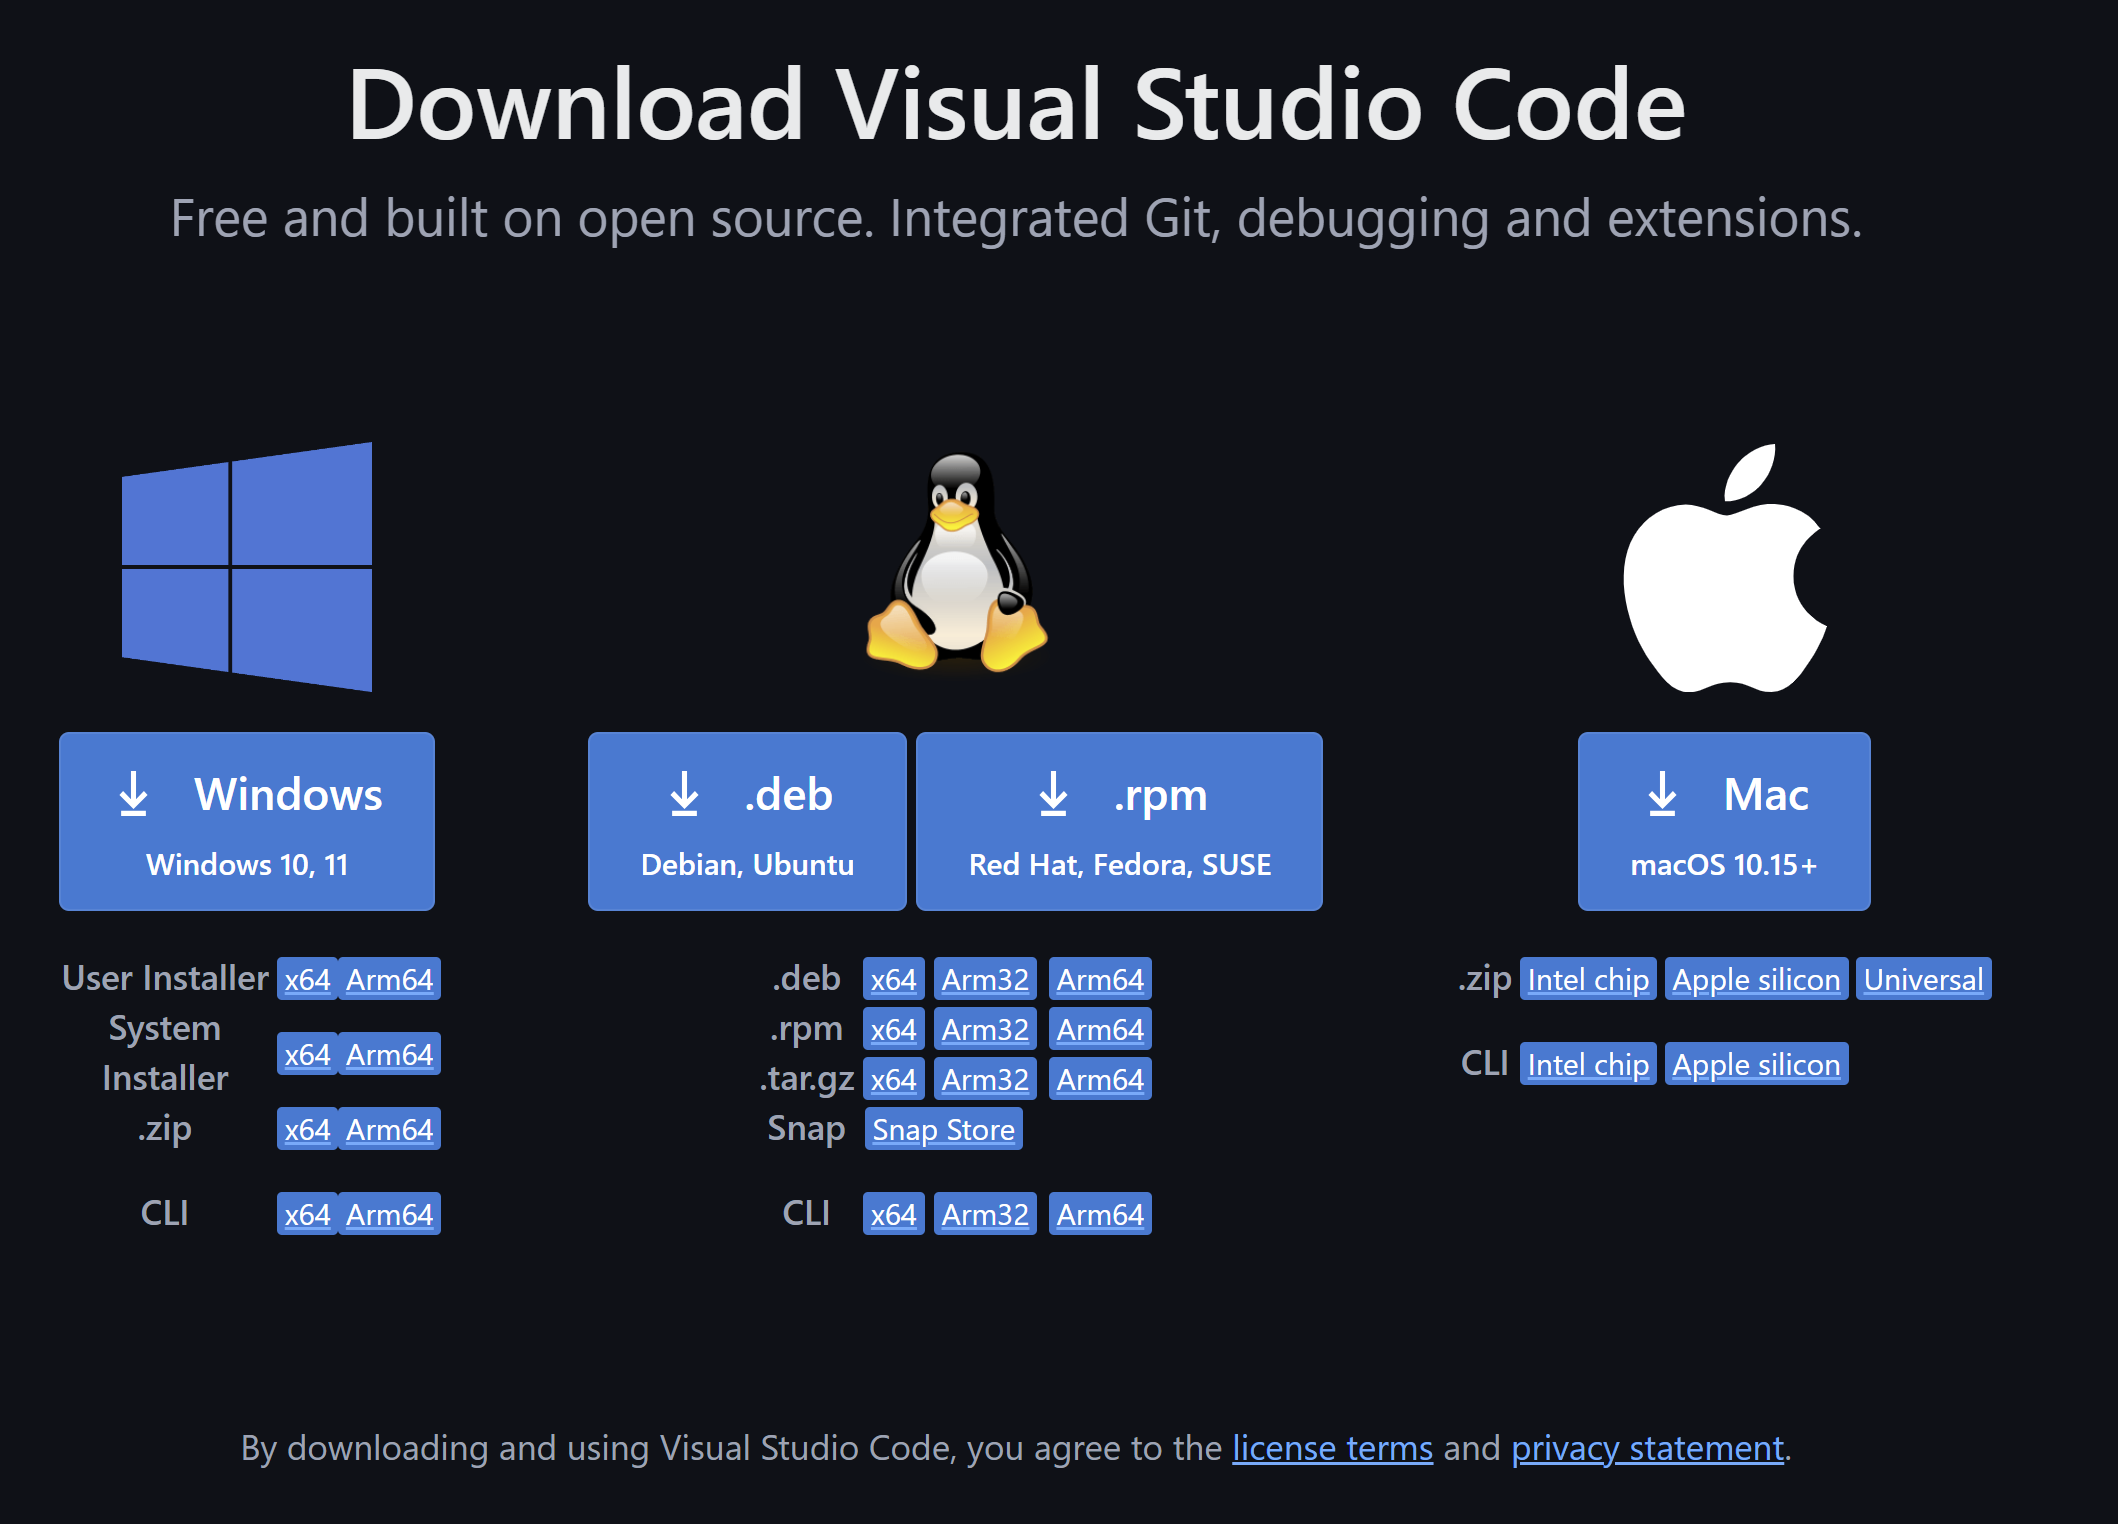 Download Visual Studio Code
Free and built on open source. Integrated Git, debugging and extensions.
Windows
Windows 10, 11
User Installer x64 Arm64
System Installer x64 Arm64
.zip x64 Arm64
CLI x64 Arm64
.deb
Debian, Ubuntu
.rpm
Red Hat, Fedora, SUSE
.deb x64 Arm32 Arm64
.rpm x64 Arm32 Arm64
.tar.gz x64 Arm32 Arm64
Snap Snap Store
CLI x64 Arm32 Arm64
Mac
macOS 10.15+
.zip Intel chip Apple silicon Universal
CLI Intel chip Apple silicon
By downloading and using Visual Studio Code, you agree to the license terms and privacy statement.